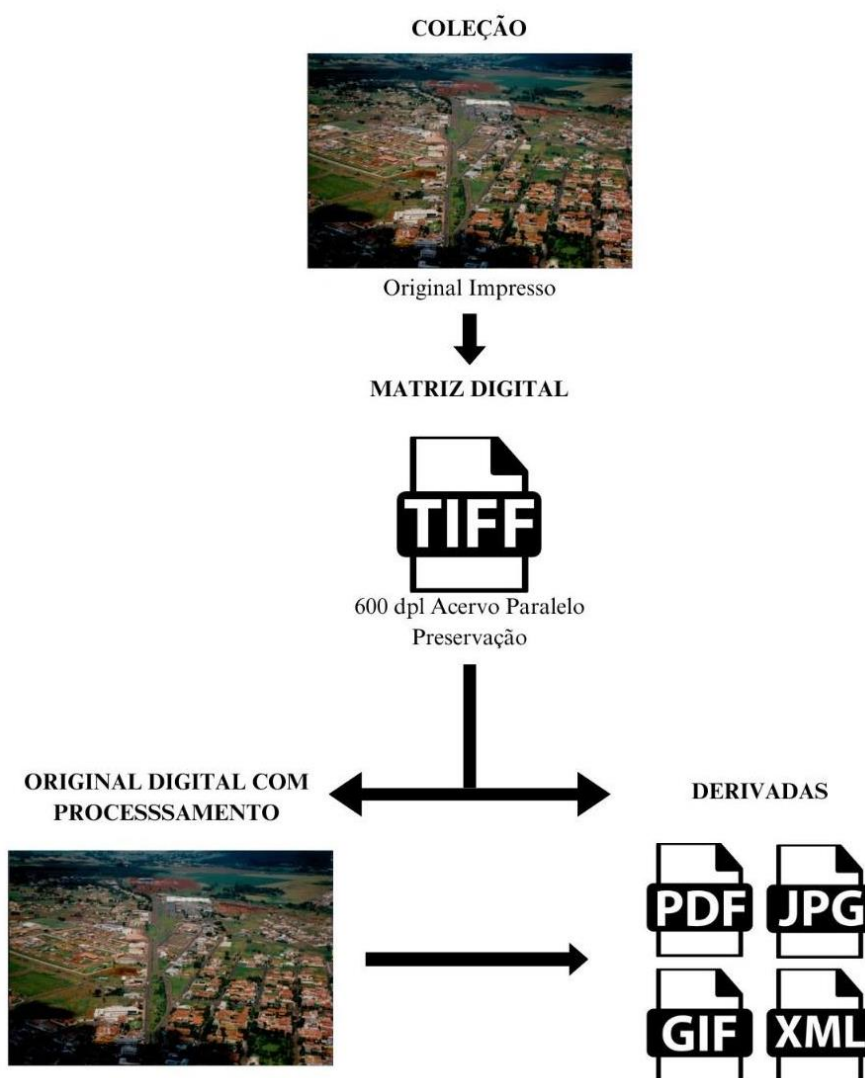 COLEÇÃO
Original Impresso
MATRIZ DIGITAL
TIFF
600 dpl Acervo Paralelo
Preservação
ORIGINAL DIGITAL COM
PROCESSSAMENTO
DERIVADAS
PDF JPG
GIF XML